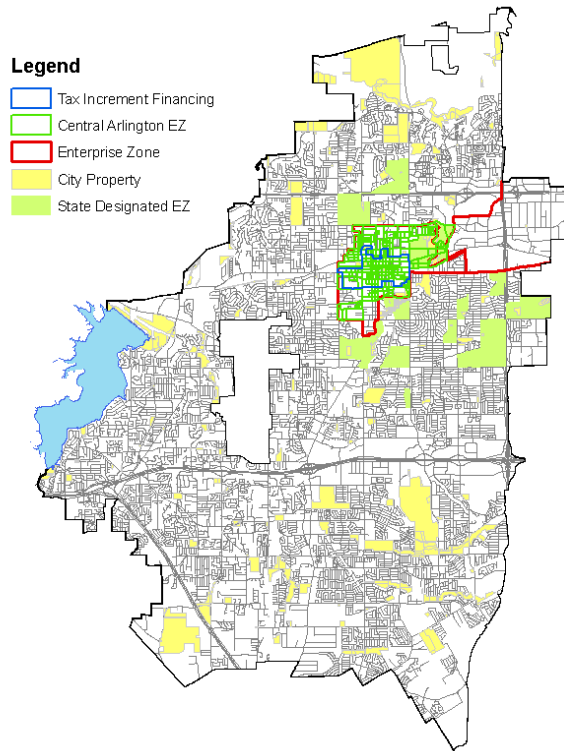 Legend
Tax Increment Financing
Central Arlington EZ
Enterprise Zone
City Property
State Designated EZ